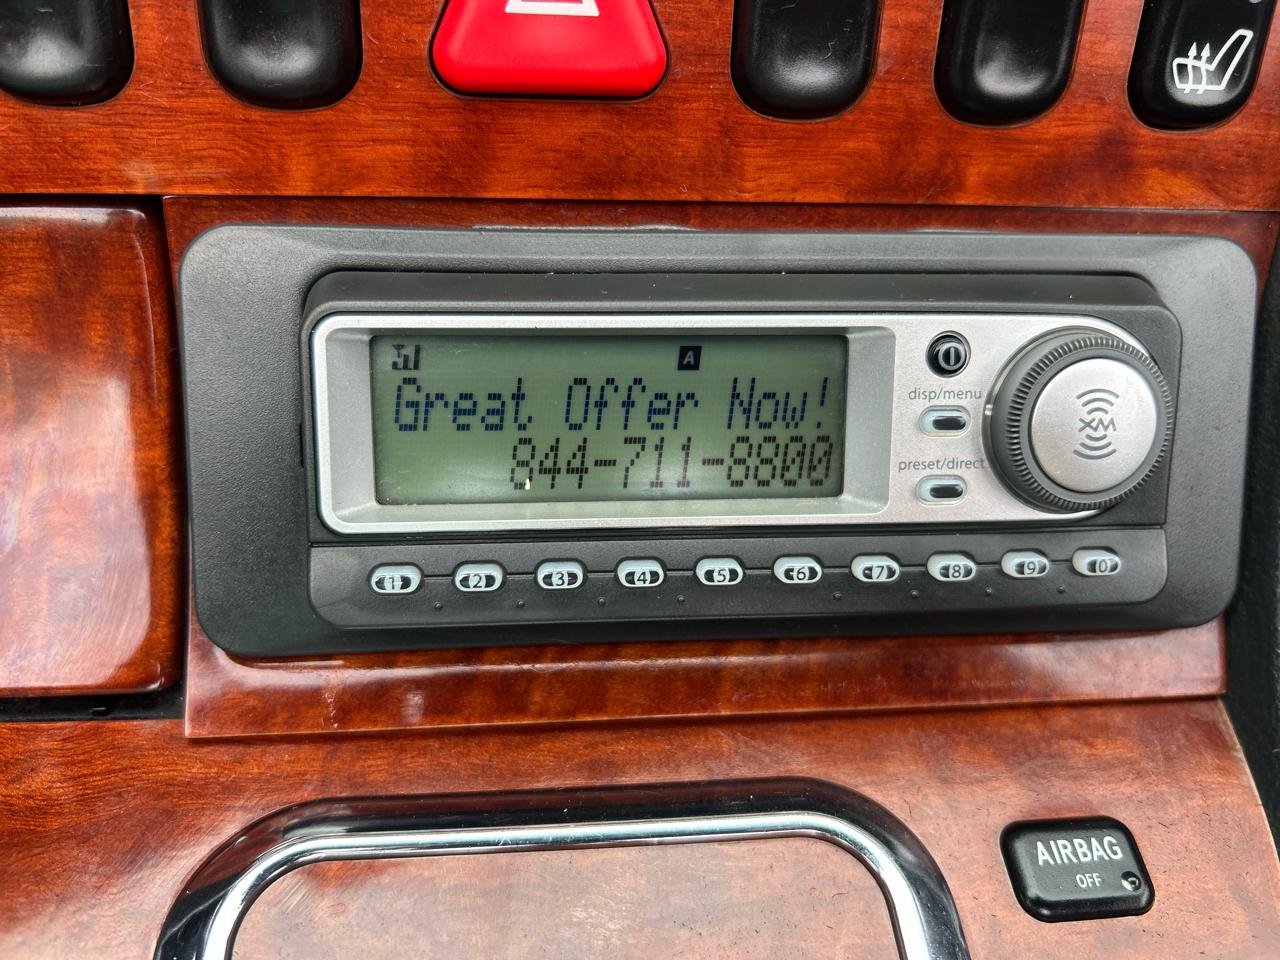 A
Great Offer Now!
844-711-8800
disp/menu
preset/direct
XM
1 2 3 4 5 6 7 8 9 0
AIRBAG
OFF